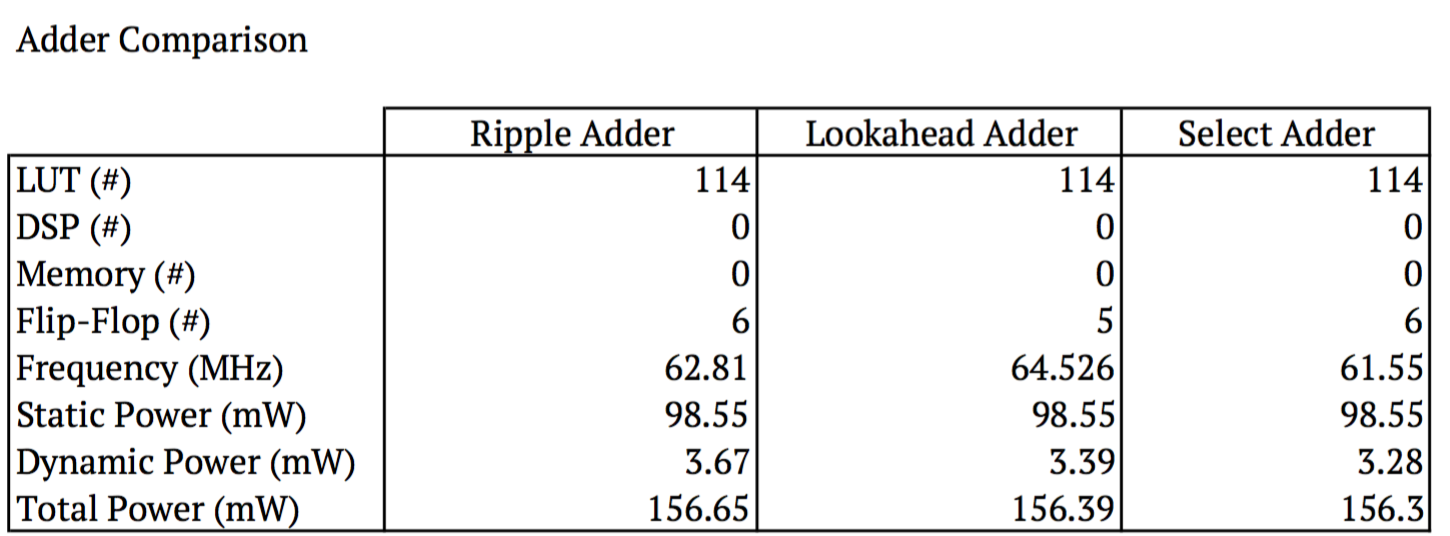 Adder Comparison
Ripple Adder Lookahead Adder Select Adder
LUT (#) 114 114 114
DSP (#) 0 0 0
Memory (#) 0 0 0
Flip-Flop (#) 6 5 6
Frequency (MHz) 62.81 64.526 61.55
Static Power (mW) 98.55 98.55 98.55
Dynamic Power (mW) 3.67 3.39 3.28
Total Power (mW) 156.65 156.39 156.3